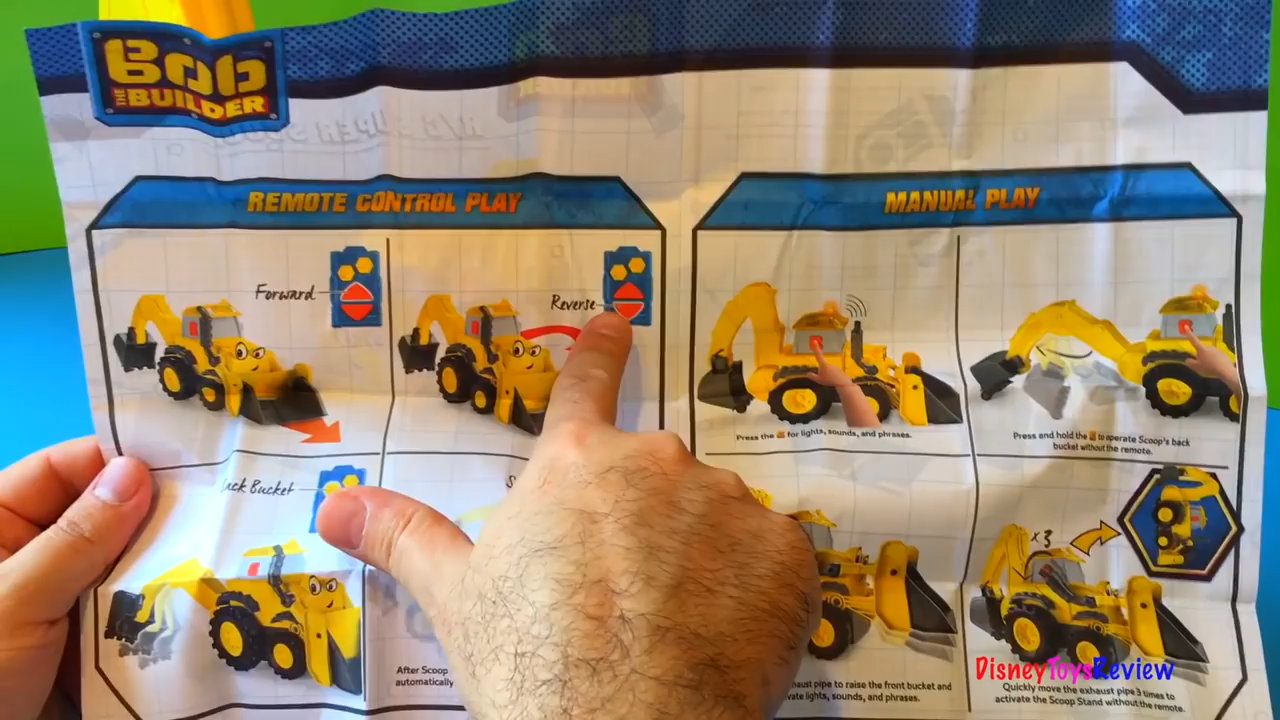 BOB
THE BUILDER
REMOTE CONTROL PLAY
Forward
Reverse
Bucket
After Scoop
automatically
MANUAL PLAY
Press the for lights, sounds, and phrases.
Press and hold the to operate Scoop's back
bucket without the remote.
pipe to raise the front bucket and
lights, sounds, and phrases.
x3
Quickly move the exhaust pipe 3 times to
activate the Scoop Stand without the remote.
DisneyToysReview